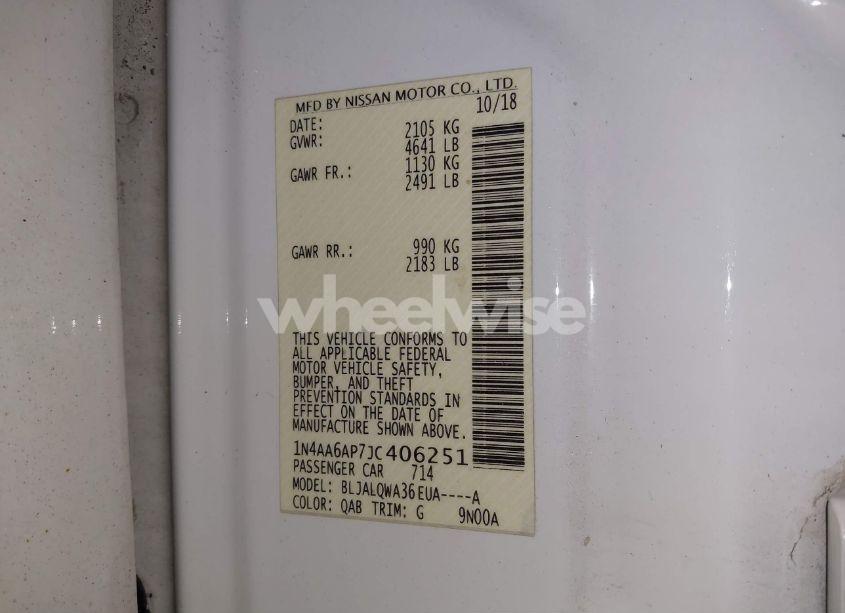 MFD BY NISSAN MOTOR CO., LTD.
10/18
DATE:
GVWR: 2105 KG
4641 LB
GAWR FR.: 1130 KG
2491 LB
GAWR RR.: 990 KG
2183 LB
wheelwise
THIS VEHICLE CONFORMS TO
ALL APPLICABLE FEDERAL
MOTOR VEHICLE SAFETY,
BUMPER, AND THEFT
PREVENTION STANDARDS IN
EFFECT ON THE DATE OF
MANUFACTURE SHOWN ABOVE.
1N4AA6AP7JC406251
PASSENGER CAR 714
MODEL: BLJALQWA36EUA----A
COLOR: QAB TRIM: G 9N00A